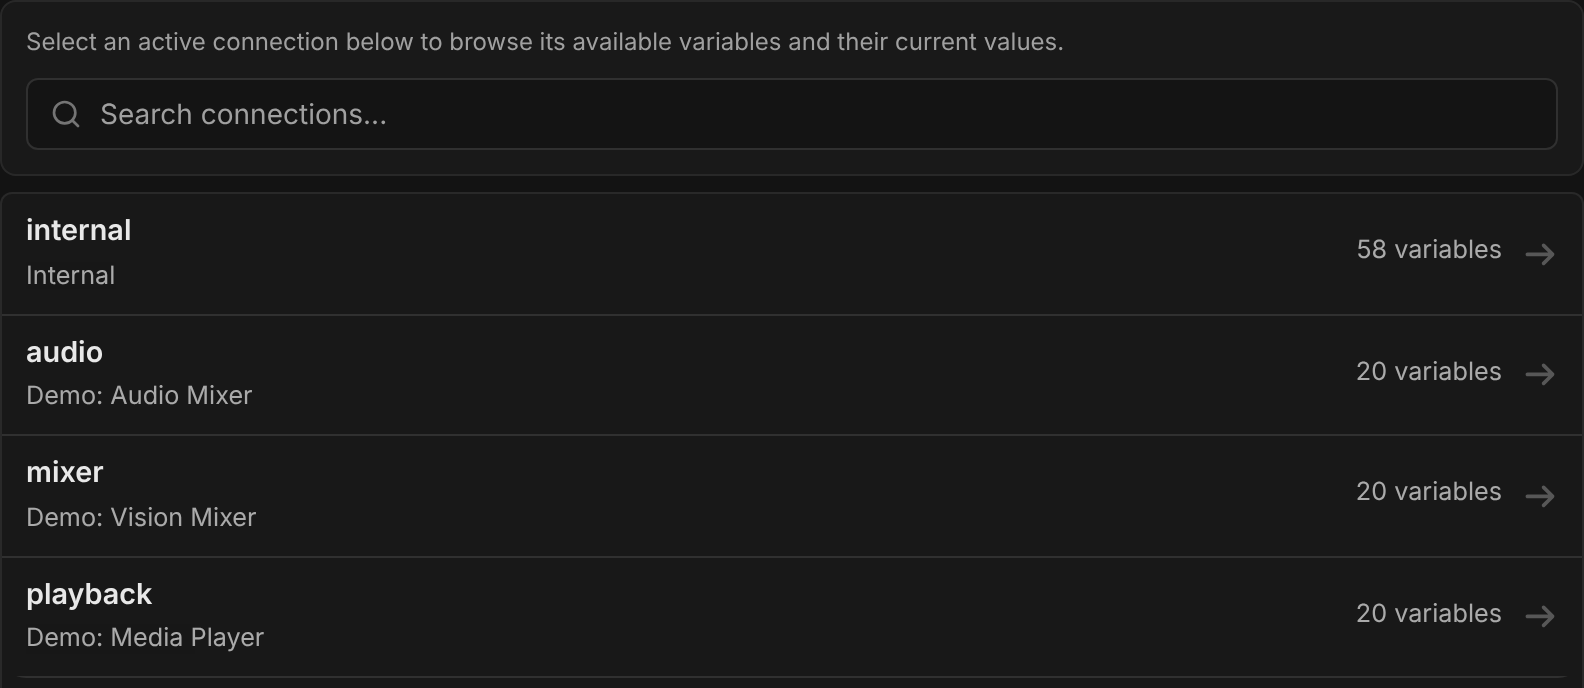 Select an active connection below to browse its available variables and their current values.
Search connections...
internal
Internal
58 variables
audio
Demo: Audio Mixer
20 variables
mixer
Demo: Vision Mixer
20 variables
playback
Demo: Media Player
20 variables